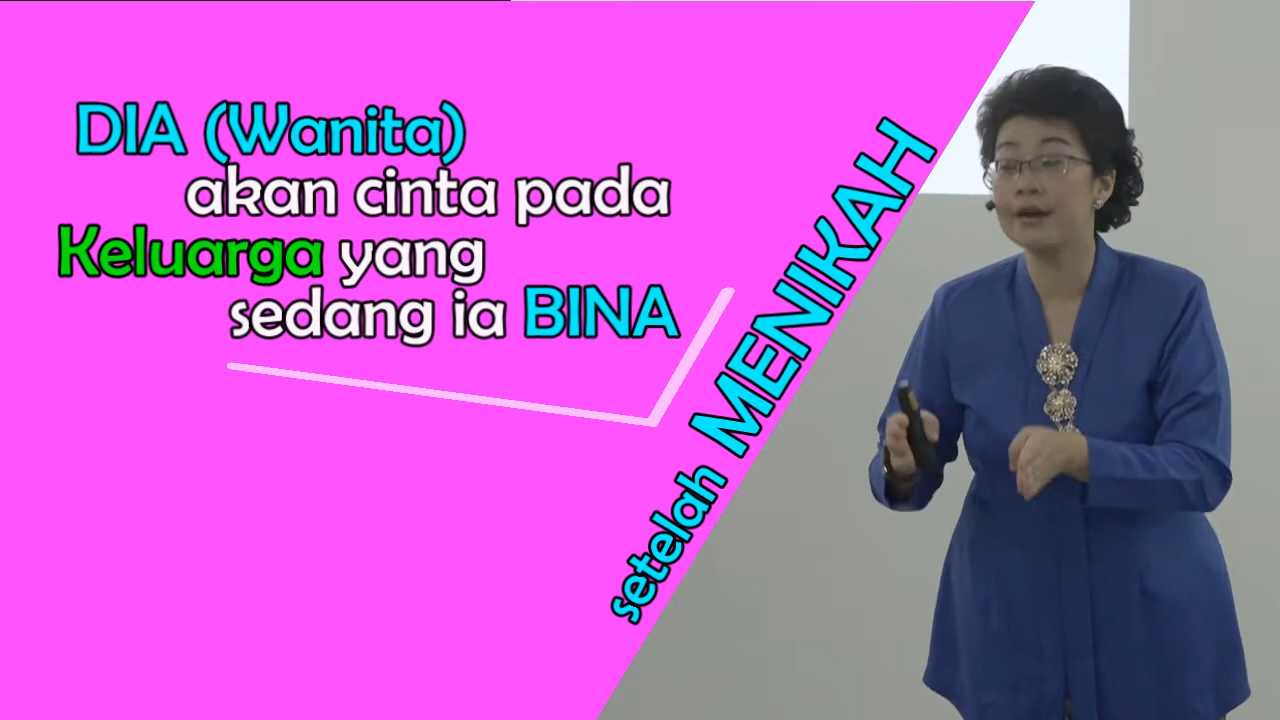 DIA (Wanita)
akan cinta pada
Keluarga yang
sedang ia BINA
setelah MENIKAH